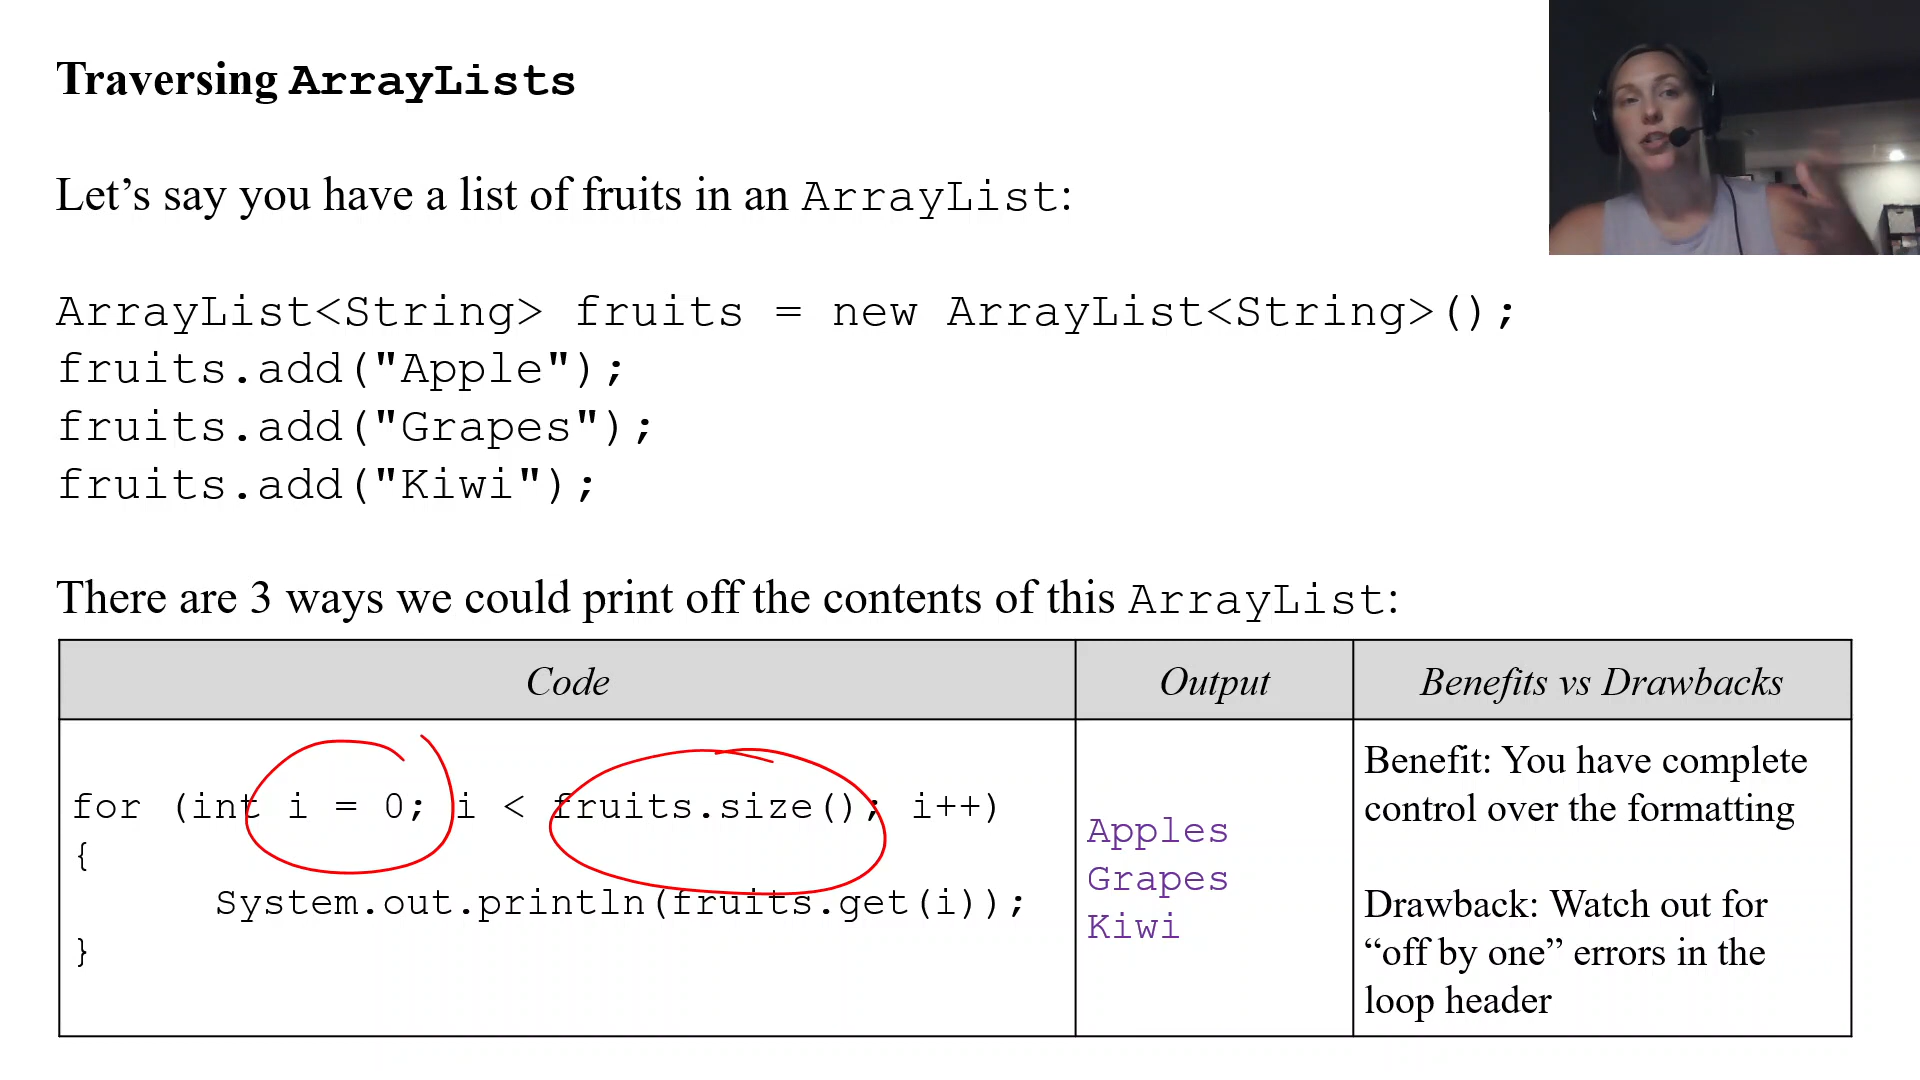 Traversing ArrayLists
Let’s say you have a list of fruits in an ArrayList:
ArrayList<String> fruits = new ArrayList<String>();
fruits.add("Apple");
fruits.add("Grapes");
fruits.add("Kiwi");
There are 3 ways we could print off the contents of this ArrayList:
Code
Output
Benefits vs Drawbacks
for (int i = 0; i < fruits.size(); i++)
{
System.out.println(fruits.get(i));
}
Apples
Grapes
Kiwi
Benefit: You have complete
control over the formatting
Drawback: Watch out for
“off by one” errors in the
loop header